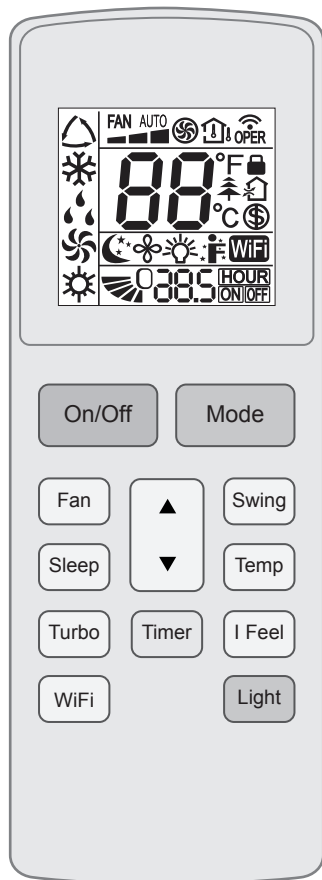 FAN AUTO
OPER
88 °F
°C $
WiFi
88.5 HOUR
ON OFF
On/Off Mode
Fan Swing
Sleep Temp
Turbo Timer I Feel
WiFi Light